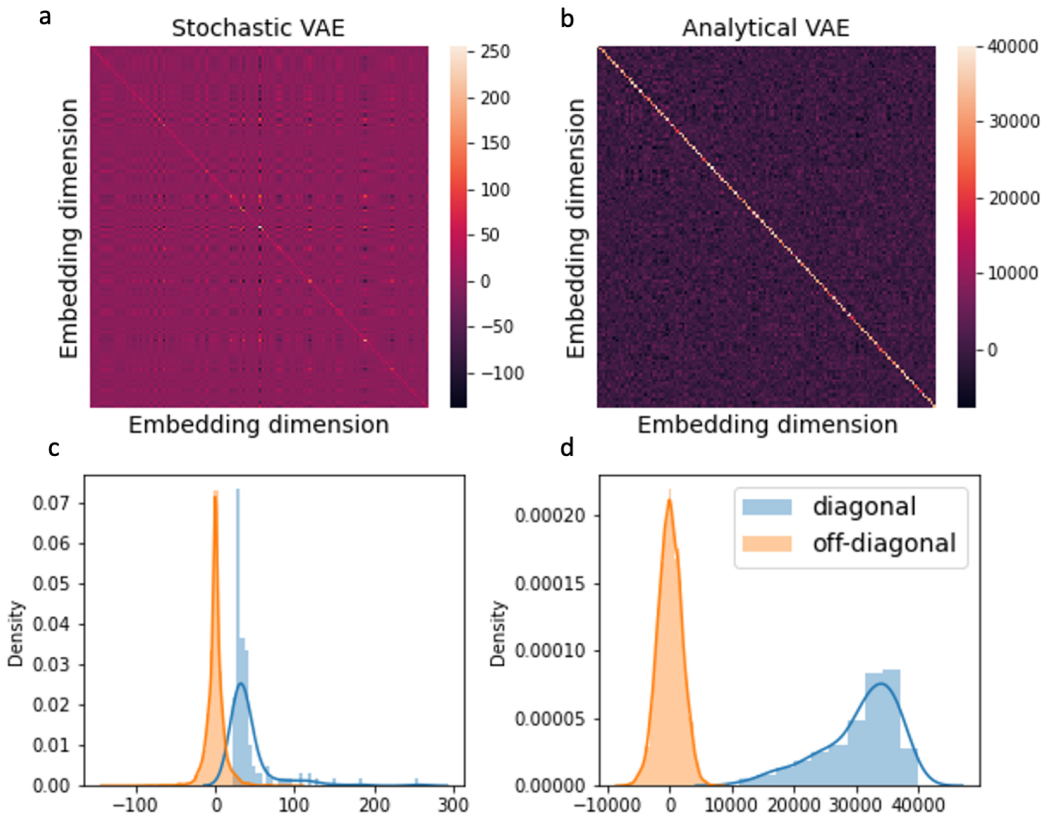 a
Stochastic VAE
Embedding dimension
Embedding dimension
250
200
150
100
50
0
−50
−100
b
Analytical VAE
Embedding dimension
Embedding dimension
40000
30000
20000
10000
0
c
Density
0.07
0.06
0.05
0.04
0.03
0.02
0.01
0.00
−100
0
100
200
300
d
Density
0.00020
0.00015
0.00010
0.00005
0.00000
−10000
0
10000
20000
30000
40000
diagonal
off-diagonal